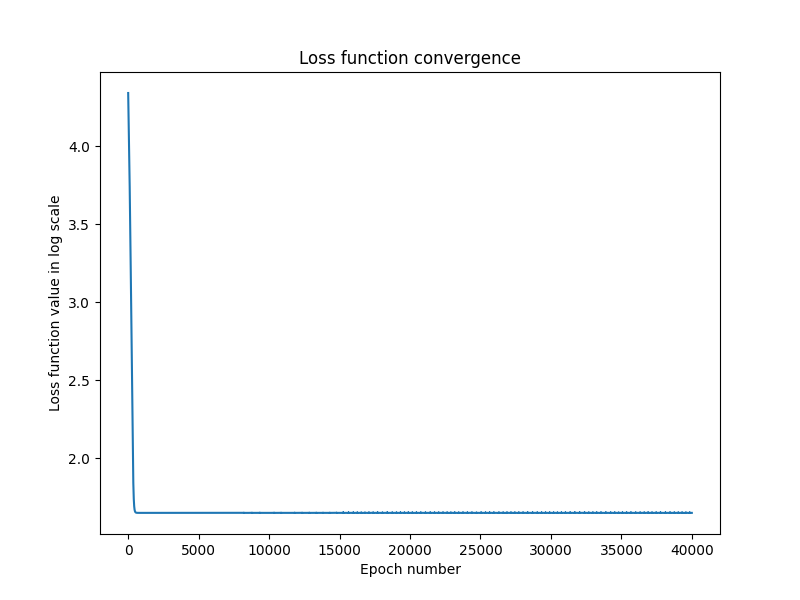 Loss function convergence
Loss function value in log scale
4.0
3.5
3.0
2.5
2.0
0 5000 10000 15000 20000 25000 30000 35000 40000
Epoch number